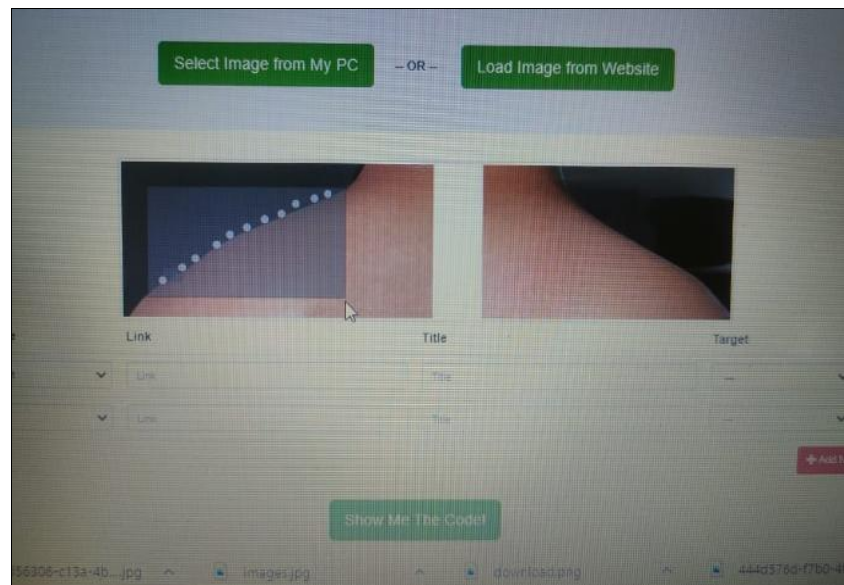 Select Image from My PC
-- OR --
Load Image from Website
Link Title Target
Link Title ---
Link Title
Show Me The Code!
images.jpg
download.png